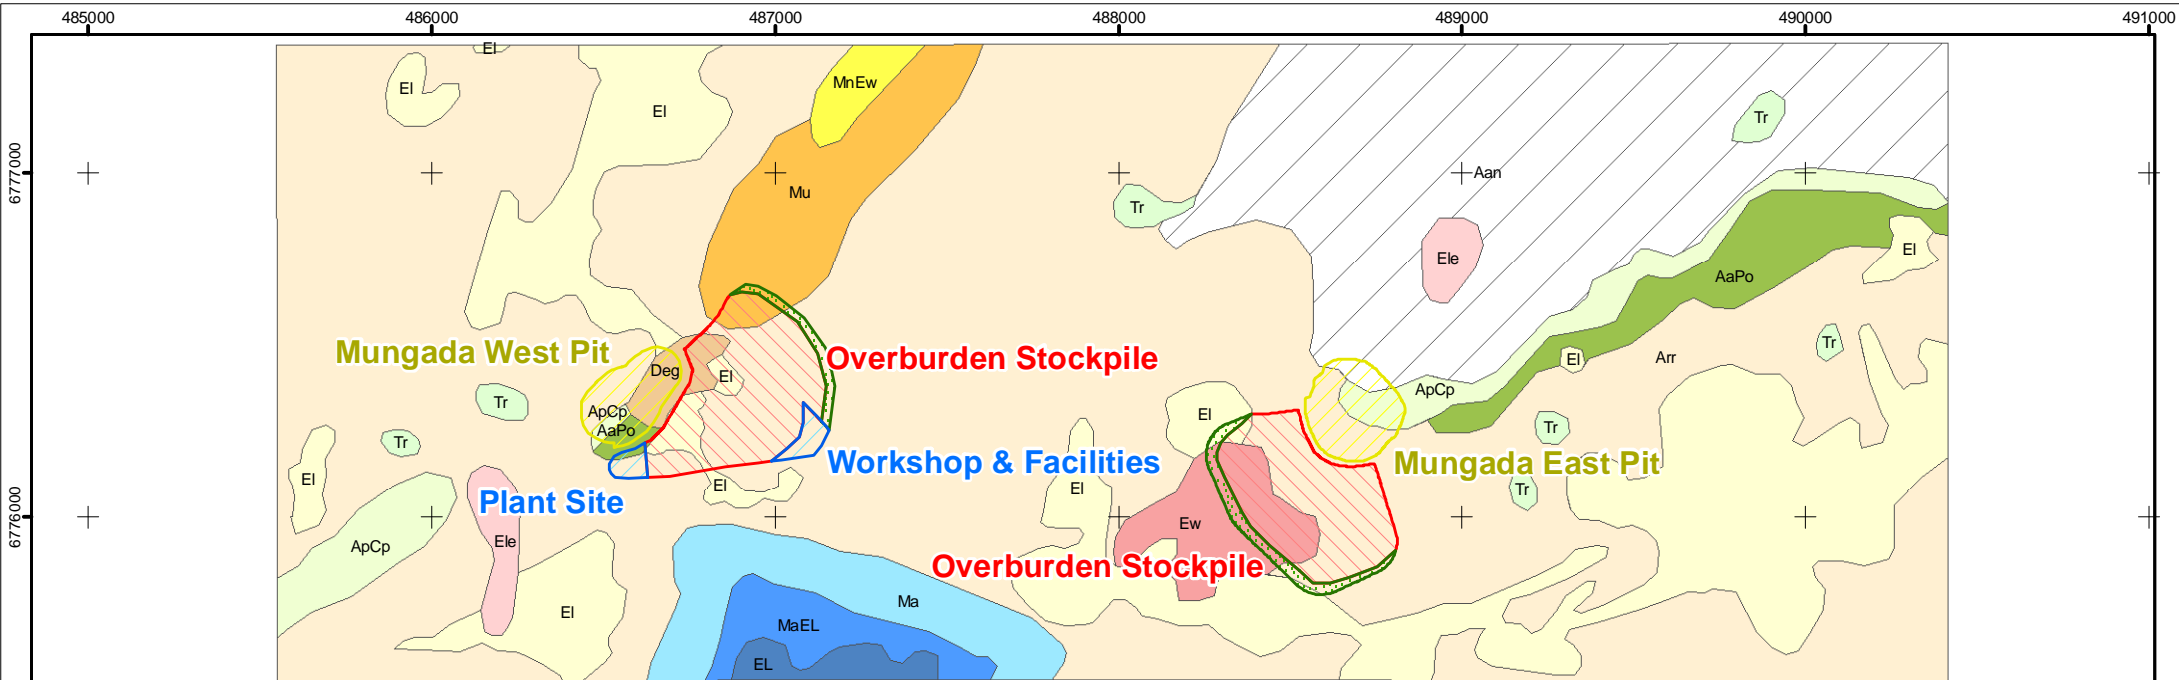 485000 486000 487000 488000 489000 490000 491000
El
El
MnEw
El
Tr
6777000
Aan
Mu
Tr
El
Ele
AaPo
Mungada West Pit
Overburden Stockpile
Tr
El
Arr
Deg
El
ApCp
Tr
ApCp
El
AaPo
Tr
Tr
Workshop & Facilities
Mungada East Pit
El
El
El
Tr
Plant Site
6776000
Ew
Ele
ApCp
Overburden Stockpile
Ma
El
MaEL
EL